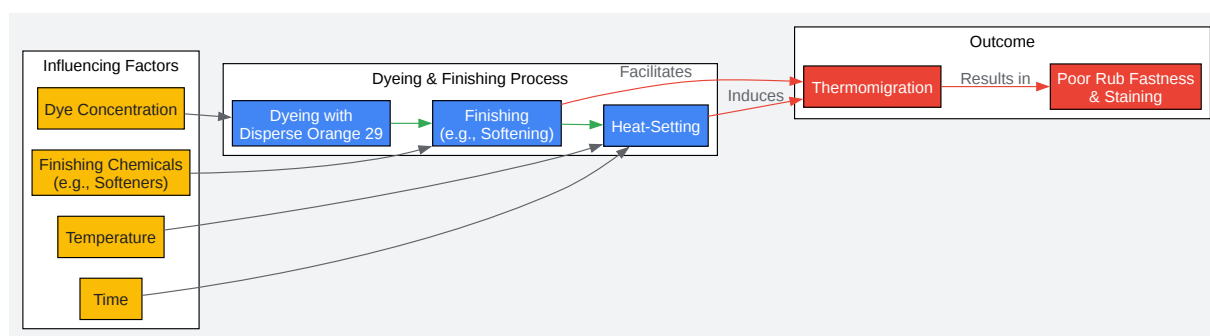 Influencing Factors
Dye Concentration
Finishing Chemicals
(e.g., Softeners)
Temperature
Time
Dyeing & Finishing Process
Dyeing with
Disperse Orange 29
Finishing
(e.g., Softening)
Heat-Setting
Facilitates
Induces
Outcome
Thermomigration
Results in
Poor Rub Fastness
& Staining